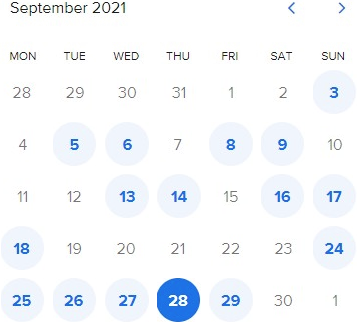 September 2021
MON TUE WED THU FRI SAT SUN
28 29 30 31 1 2 3
4 5 6 7 8 9 10
11 12 13 14 15 16 17
18 19 20 21 22 23 24
25 26 27 28 29 30 1